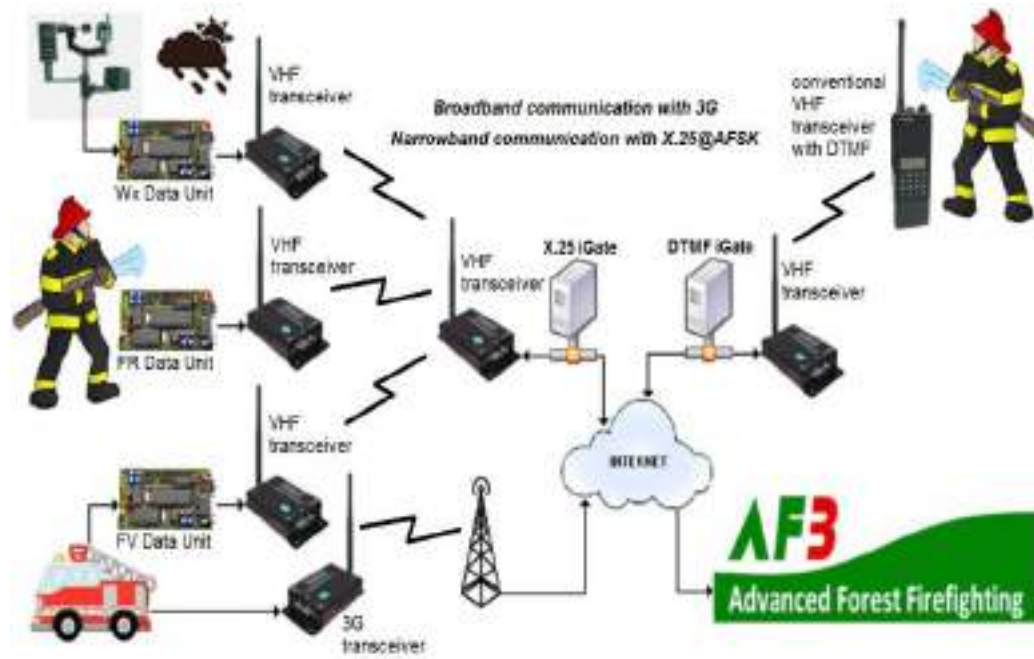 VHF
transceiver
Broadband communication with 3G
Narrowband communication with X.25@AFSK
conventional
VHF
transceiver
with DTMF
Wx Data Unit
VHF
transceiver
VHF
transceiver
X.25 iGate
DTMF iGate
VHF
transceiver
FR Data Unit
VHF
transceiver
INTERNET
FV Data Unit
3G
transceiver
AF3
Advanced Forest Firefighting